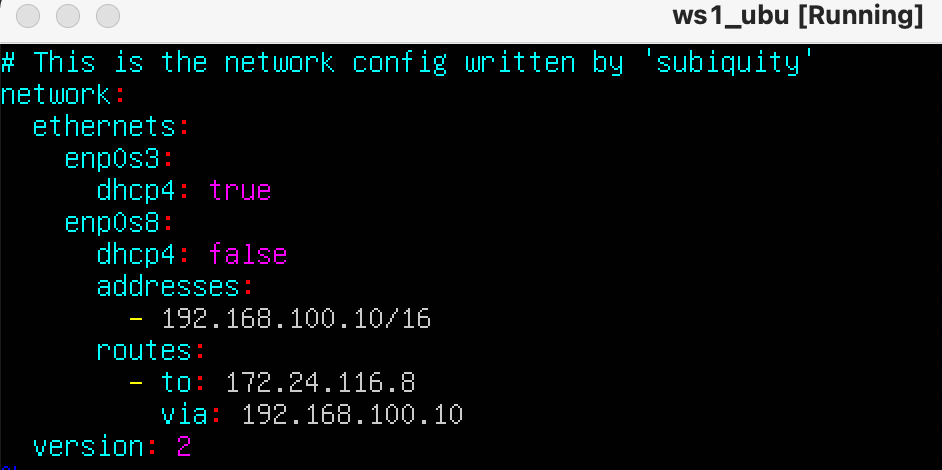 ws1_ubu [Running]
# This is the network config written by 'subiquity'
network:
  ethernets:
    enp0s3:
      dhcp4: true
    enp0s8:
      dhcp4: false
      addresses:
        - 192.168.100.10/16
      routes:
        - to: 172.24.116.8
          via: 192.168.100.10
  version: 2